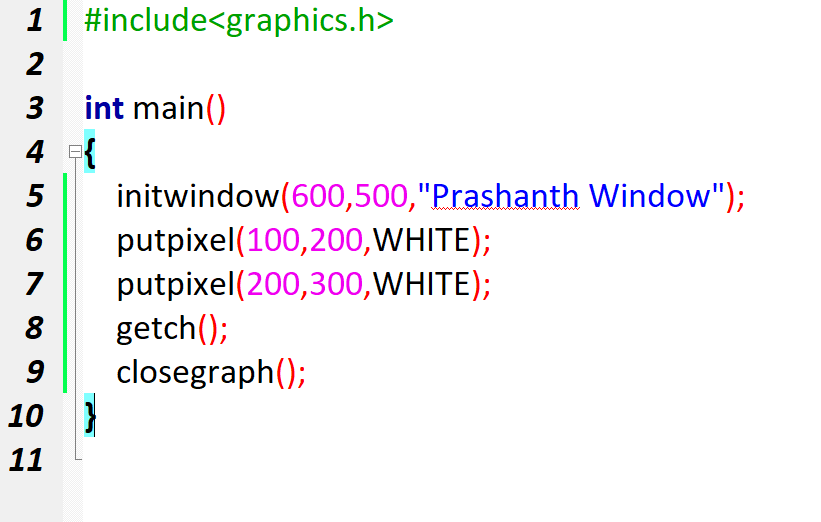 1 #include<graphics.h>
2
3 int main()
4 {
5 initwindow(600,500,"Prashanth Window");
6 putpixel(100,200,WHITE);
7 putpixel(200,300,WHITE);
8 getch();
9 closegraph();
10 }
11